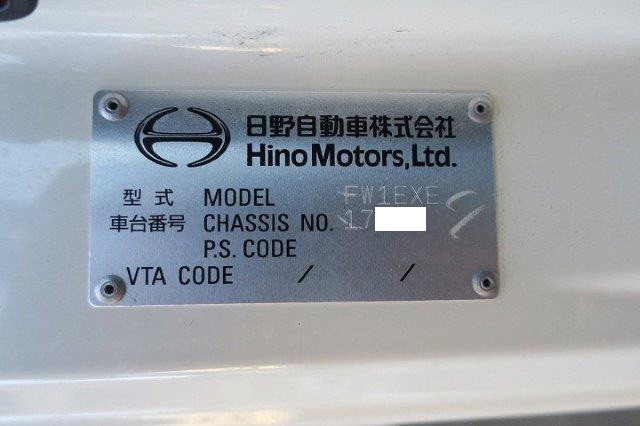 日野自動車株式会社
Hino Motors, Ltd.
型式 MODEL FW1EXE
車台番号 CHASSIS NO. 17
P.S. CODE
VTA CODE / /